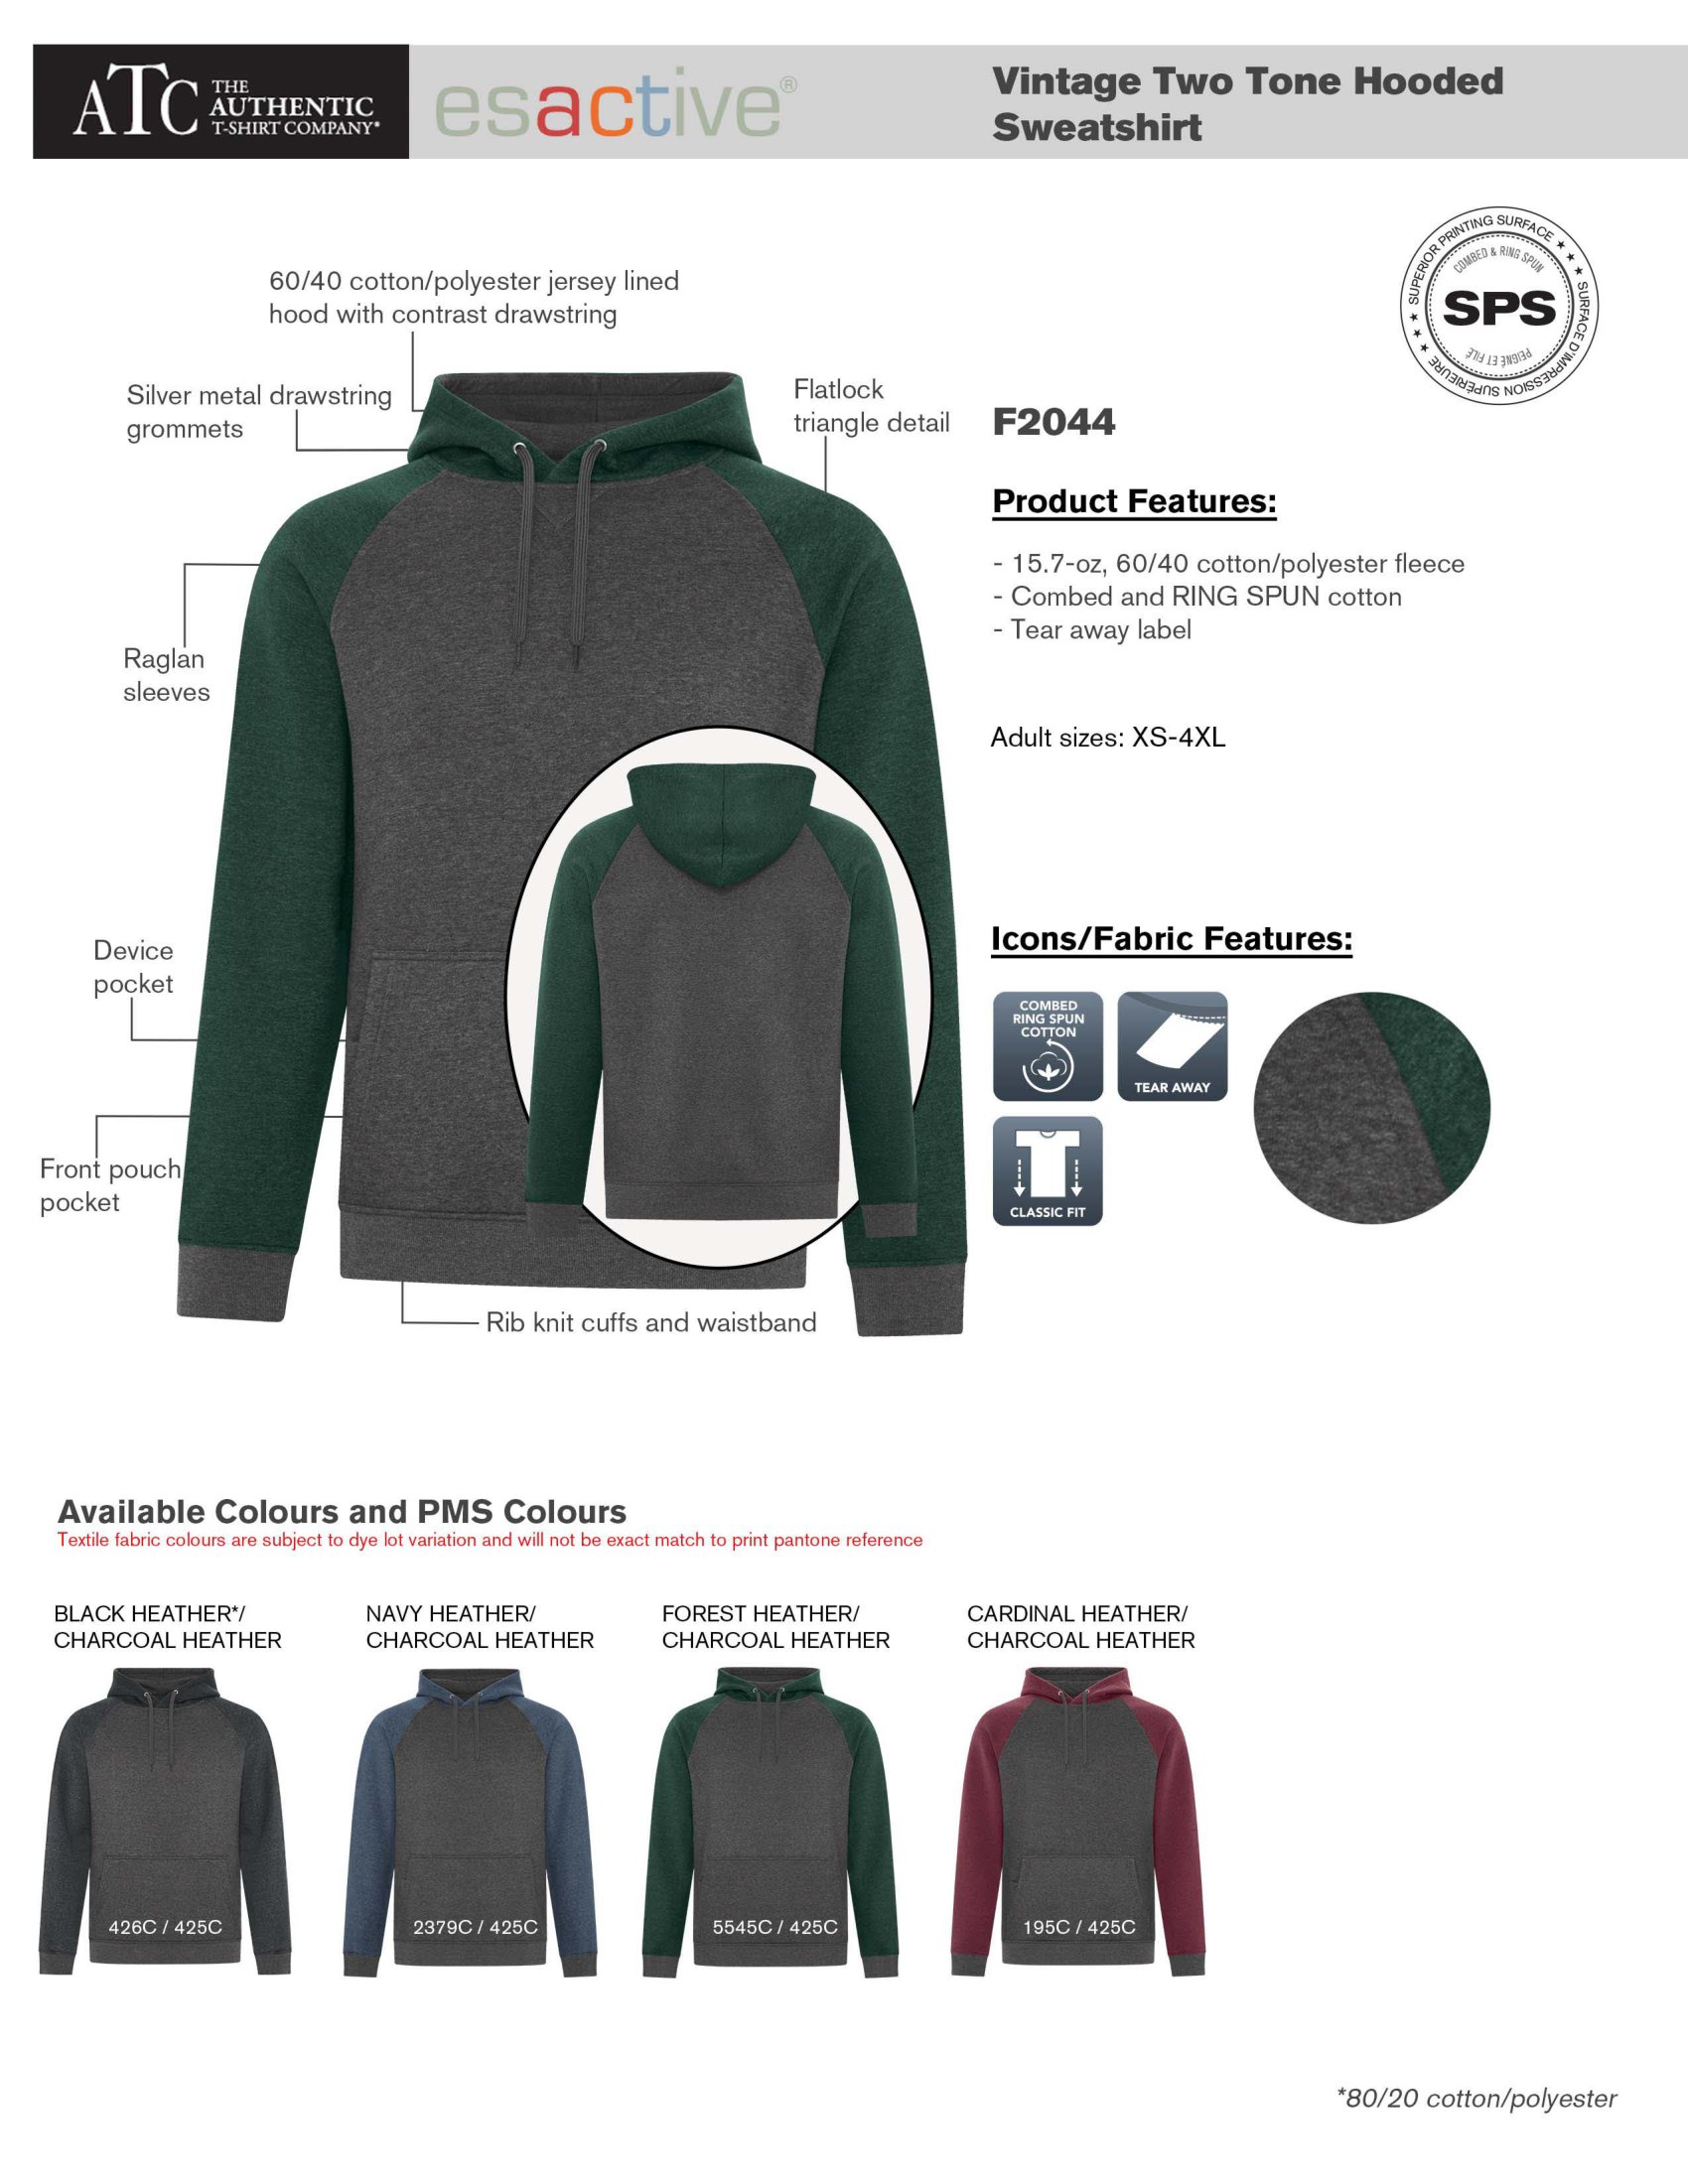 ATC THE
AUTHENTIC
T-SHIRT COMPANY®
esactive®
Vintage Two Tone Hooded
Sweatshirt
★ ★ ★ SUPERIOR PRINTING SURFACE ★ ★ ★ SURFACE D'IMPRESSION SUPÉRIEURE
COMBED & RING SPUN
SPS
PEIGNÉ ET FILÉ
60/40 cotton/polyester jersey lined
hood with contrast drawstring
Silver metal drawstring
grommets
Flatlock
triangle detail
Raglan
sleeves
Device
pocket
Front pouch
pocket
Rib knit cuffs and waistband
F2044
Product Features:
- 15.7-oz, 60/40 cotton/polyester fleece
- Combed and RING SPUN cotton
- Tear away label
Adult sizes: XS-4XL
Icons/Fabric Features:
COMBED
RING SPUN
COTTON
TEAR AWAY
CLASSIC FIT
Available Colours and PMS Colours
Textile fabric colours are subject to dye lot variation and will not be exact match to print pantone reference
BLACK HEATHER*/
CHARCOAL HEATHER
NAVY HEATHER/
CHARCOAL HEATHER
FOREST HEATHER/
CHARCOAL HEATHER
CARDINAL HEATHER/
CHARCOAL HEATHER
426C / 425C
2379C / 425C
5545C / 425C
195C / 425C
*80/20 cotton/polyester